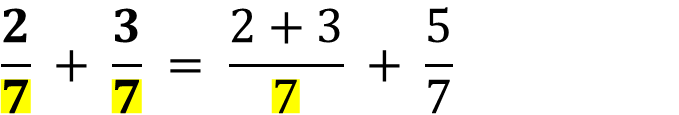 2/7 + 3/7 = (2 + 3)/7 + 5/7